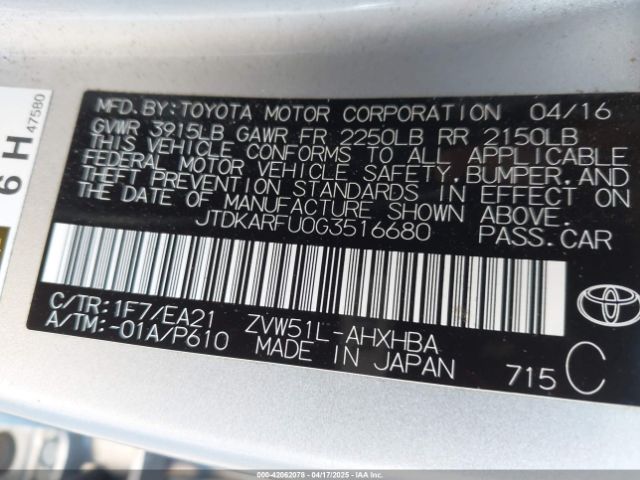 MFD.BY:TOYOTA MOTOR CORPORATION 04/16
GVWR 3915LB GAWR FR 2250LB RR 2150LB
THIS VEHICLE CONFORMS TO ALL APPLICABLE
FEDERAL MOTOR VEHICLE SAFETY,BUMPER,AND
THEFT PREVENTION STANDARDS IN EFFECT ON
THE DATE OF MANUFACTURE SHOWN ABOVE.
JTDKARFU0G3516680 PASS.CAR
C/TR:1F7/EA21 ZVW51L-AHXHBA
A/TM:-01A/P610 MADE IN JAPAN 715 C
TOYOTA
6 H
47580
000-42062078 - 04/17/2025 - IAAI.COM